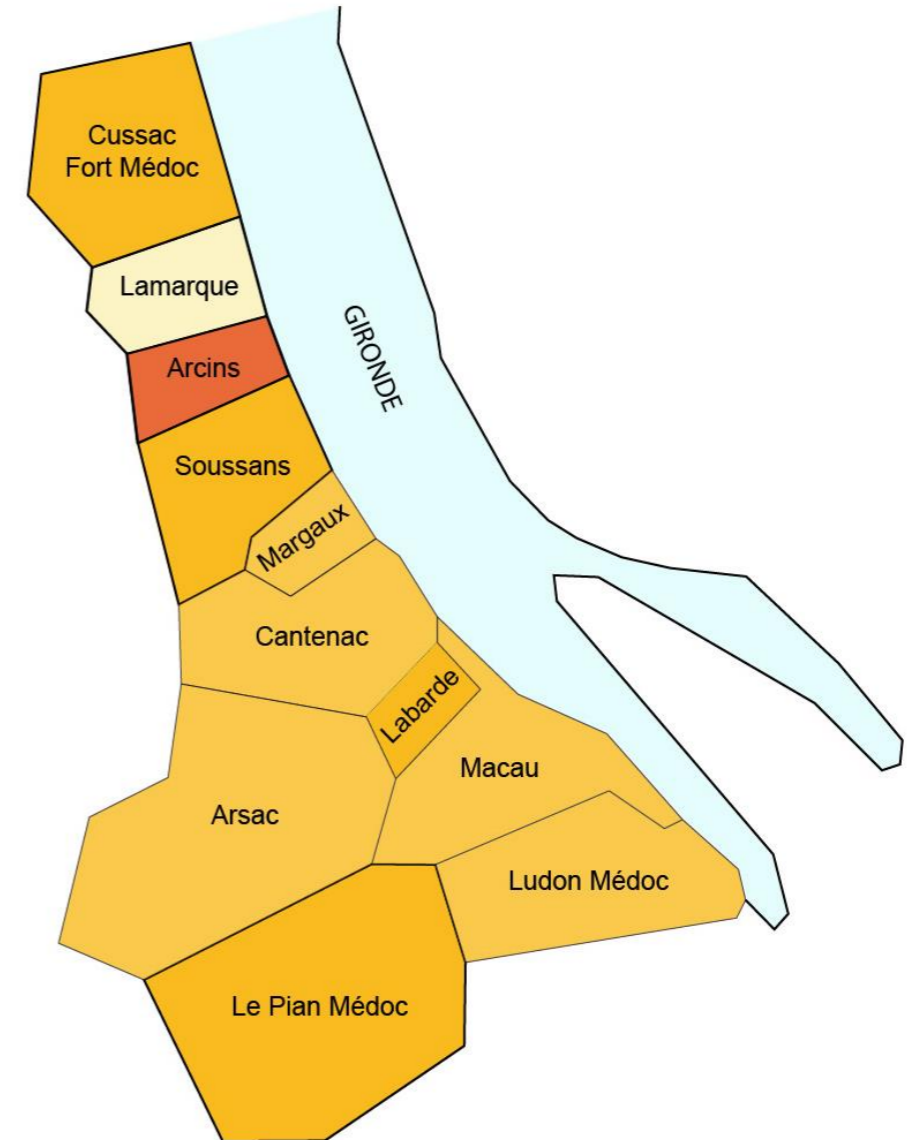 Cussac
Fort Médoc
Lamarque
GIRONDE
Arcins
Soussans
Margaux
Cantenac
Labarde
Macau
Arsac
Ludon Médoc
Le Pian Médoc